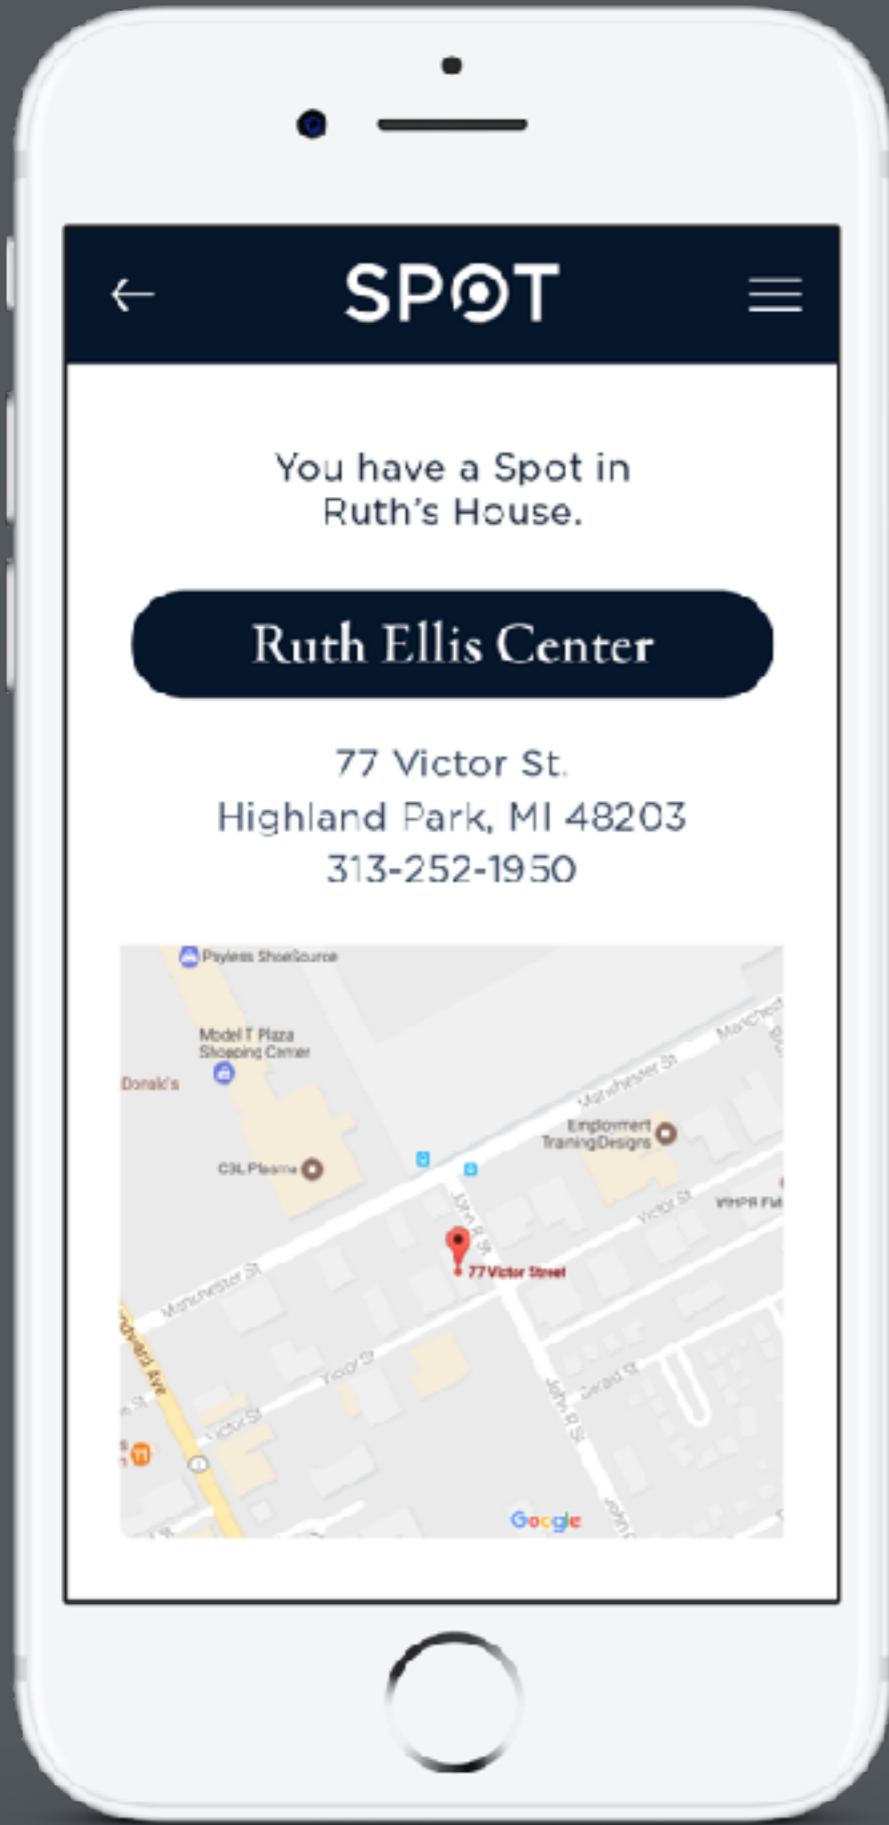 SPOT
You have a Spot in
Ruth's House.
Ruth Ellis Center
77 Victor St.
Highland Park, MI 48203
313-252-1950
Payless ShoeSource
Model T Plaza
Shopping Center
Donald's
Manchester St
Employment
Training Designs
CSL Plasma
John R St
Victor St
77 Victor Street
Manchester St
Victor St
Gerald St
John R St
Victor St
Google